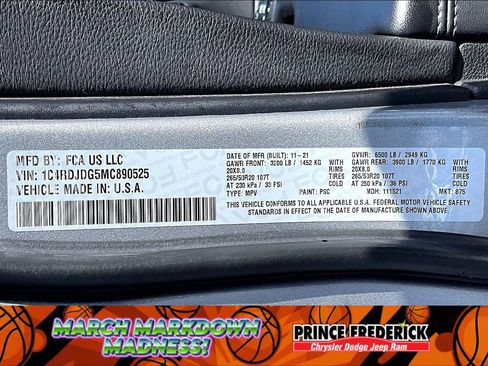 MFD BY: FCA US LLC
VIN: 1C4RDJDG5MC890525
VEHICLE: MADE IN U.S.A.
DATE OF MFR (BUILT): 11-21 GVWR: 6500 LB / 2949 KG
GAWR FRONT: 3200 LB / 1452 KG GAWR REAR: 3900 LB / 1770 KG
WITH
20X8.0 RIMS 20X8.0 RIMS
265/50R20 107T TIRES 265/50R20 107T TIRES
AT 230 kPa / 33 PSI AT 250 kPa / 36 PSI
TYPE: MPV PAINT: PSC MDH: 111521 MKT: 875
THIS VEHICLE CONFORMS TO ALL APPLICABLE U.S.A. FEDERAL MOTOR VEHICLE SAFETY
STANDARDS IN EFFECT ON THE DATE OF MANUFACTURE SHOWN ABOVE.
MARCH MARKDOWN
MADNESS!
PRINCE FREDERICK
Chrysler Dodge Jeep Ram